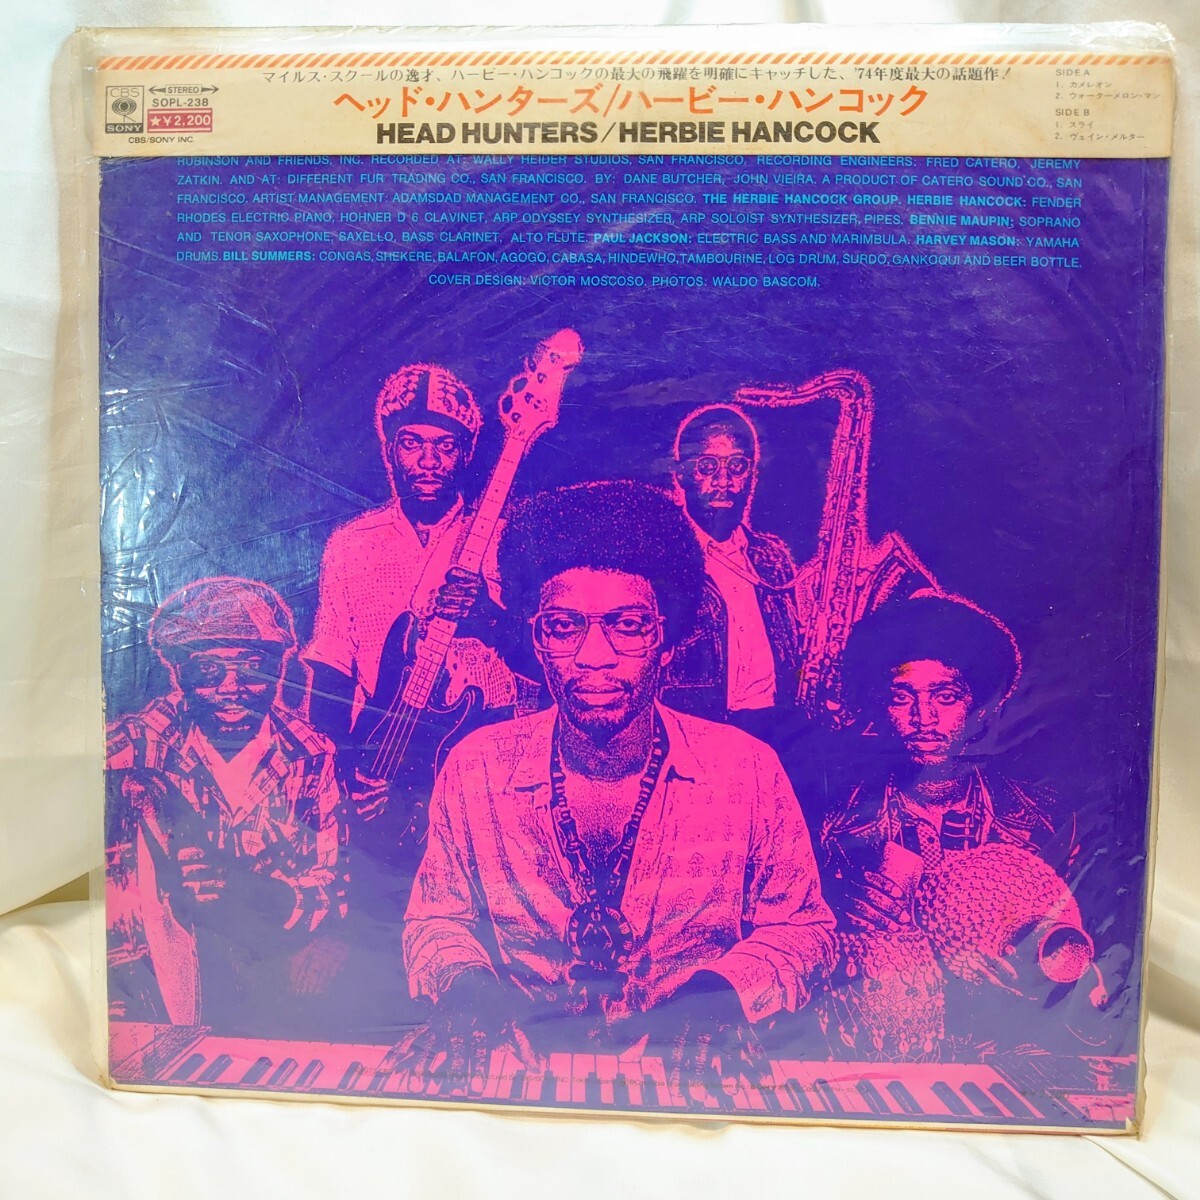 マイルス・スクールの逸才、ハービー・ハンコックの最大の飛躍を明確にキャッチした、'74年度最大の話題作!
CBS
SONY
STEREO
SOPL-238
★¥2,200
CBS/SONY INC.
ヘッド・ハンターズ/ハービー・ハンコック
HEAD HUNTERS/HERBIE HANCOCK
SIDE A
1. カメレオン
2. ウォーターメロン・マン
SIDE B
1. スライ
2. ヴェイン・メルター
RUBINSON AND FRIENDS, INC. RECORDED AT: WALLY HEIDER STUDIOS, SAN FRANCISCO, RECORDING ENGINEERS: FRED CATERO, JEREMY
ZATKIN. AND AT: DIFFERENT FUR TRADING CO., SAN FRANCISCO. BY: DANE BUTCHER, JOHN VIEIRA. A PRODUCT OF CATERO SOUND CO., SAN
FRANCISCO. ARTIST MANAGEMENT: ADAMSDAD MANAGEMENT CO., SAN FRANCISCO. THE HERBIE HANCOCK GROUP. HERBIE HANCOCK: FENDER
RHODES ELECTRIC PIANO, HOHNER D 6 CLAVINET, ARP ODYSSEY SYNTHESIZER, ARP SOLOIST SYNTHESIZER, PIPES. BENNIE MAUPIN: SOPRANO
AND TENOR SAXOPHONE, SAXELLO, BASS CLARINET, ALTO FLUTE. PAUL JACKSON: ELECTRIC BASS AND MARIMBULA. HARVEY MASON: YAMAHA
DRUMS. BILL SUMMERS: CONGAS, SHEKERE, BALAFON, AGOGO, CABASA, HINDEWHO, TAMBOURINE, LOG DRUM, SURDO, GANKOQUI AND BEER BOTTLE.
COVER DESIGN: VICTOR MOSCOSO. PHOTOS: WALDO BASCOM.